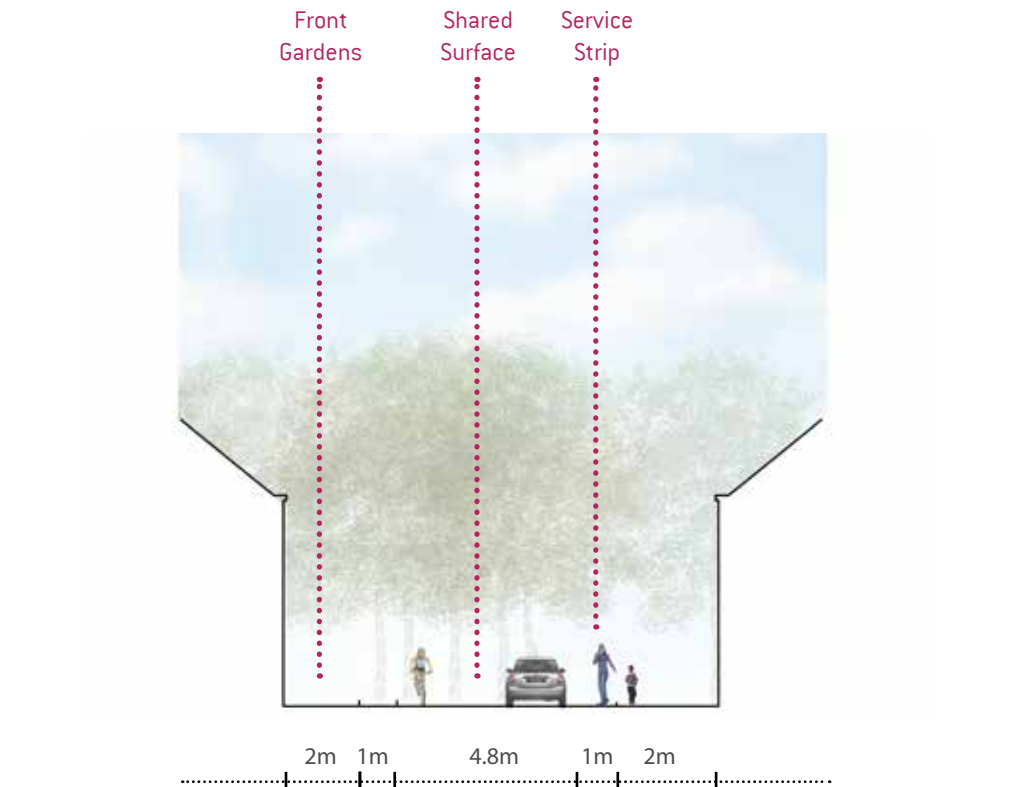 Front
Gardens
Shared
Surface
Service
Strip
2m 1m 4.8m 1m 2m